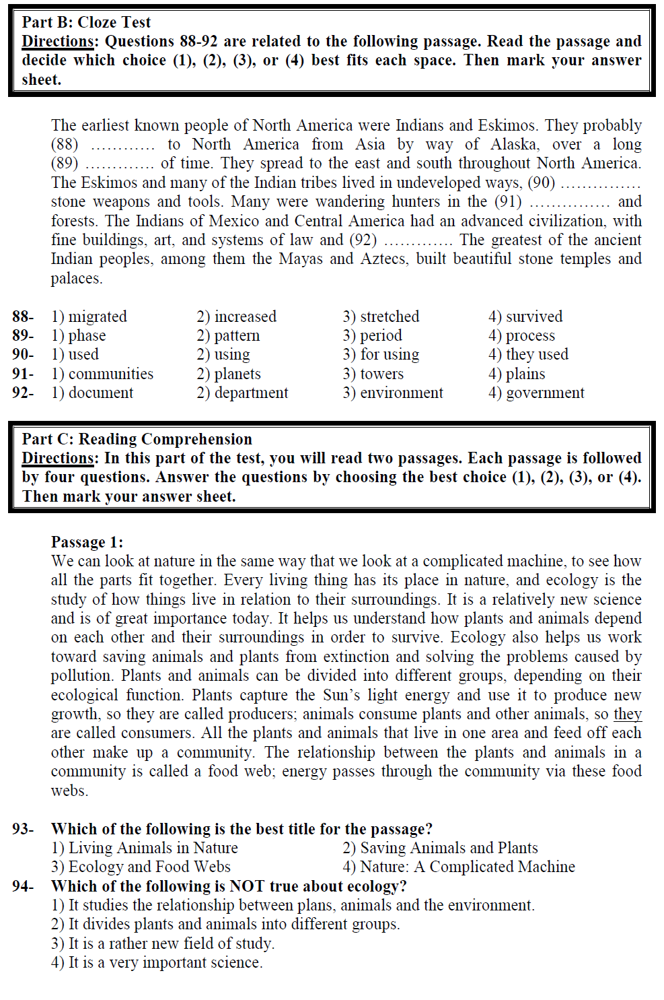 Part B: Cloze Test
Directions: Questions 88-92 are related to the following passage. Read the passage and
decide which choice (1), (2), (3), or (4) best fits each space. Then mark your answer
sheet.
The earliest known people of North America were Indians and Eskimos. They probably
(88) ............ to North America from Asia by way of Alaska, over a long
(89) ............. of time. They spread to the east and south throughout North America.
The Eskimos and many of the Indian tribes lived in undeveloped ways, (90) ...............
stone weapons and tools. Many were wandering hunters in the (91) ............... and
forests. The Indians of Mexico and Central America had an advanced civilization, with
fine buildings, art, and systems of law and (92) ............. The greatest of the ancient
Indian peoples, among them the Mayas and Aztecs, built beautiful stone temples and
palaces.
88- 1) migrated 2) increased 3) stretched 4) survived
89- 1) phase 2) pattern 3) period 4) process
90- 1) used 2) using 3) for using 4) they used
91- 1) communities 2) planets 3) towers 4) plains
92- 1) document 2) department 3) environment 4) government
Part C: Reading Comprehension
Directions: In this part of the test, you will read two passages. Each passage is followed
by four questions. Answer the questions by choosing the best choice (1), (2), (3), or (4).
Then mark your answer sheet.
Passage 1:
We can look at nature in the same way that we look at a complicated machine, to see how
all the parts fit together. Every living thing has its place in nature, and ecology is the
study of how things live in relation to their surroundings. It is a relatively new science
and is of great importance today. It helps us understand how plants and animals depend
on each other and their surroundings in order to survive. Ecology also helps us work
toward saving animals and plants from extinction and solving the problems caused by
pollution. Plants and animals can be divided into different groups, depending on their
ecological function. Plants capture the Sun's light energy and use it to produce new
growth, so they are called producers; animals consume plants and other animals, so they
are called consumers. All the plants and animals that live in one area and feed off each
other make up a community. The relationship between the plants and animals in a
community is called a food web; energy passes through the community via these food
webs.
93- Which of the following is the best title for the passage?
1) Living Animals in Nature 2) Saving Animals and Plants
3) Ecology and Food Webs 4) Nature: A Complicated Machine
94- Which of the following is NOT true about ecology?
1) It studies the relationship between plans, animals and the environment.
2) It divides plants and animals into different groups.
3) It is a rather new field of study.
4) It is a very important science.